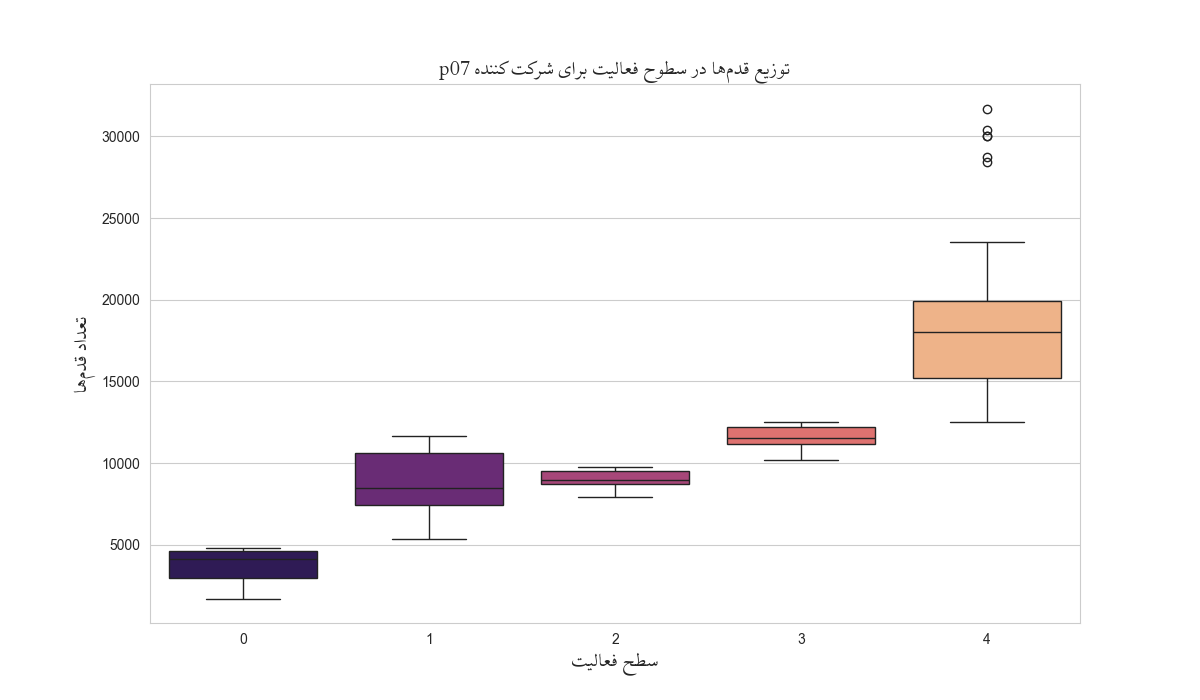 توزیع قدم‌ها در سطوح فعالیت برای شرکت‌کننده p07
30000
25000
20000
15000
10000
5000
تعداد قدم‌ها
0 1 2 3 4
سطح فعالیت